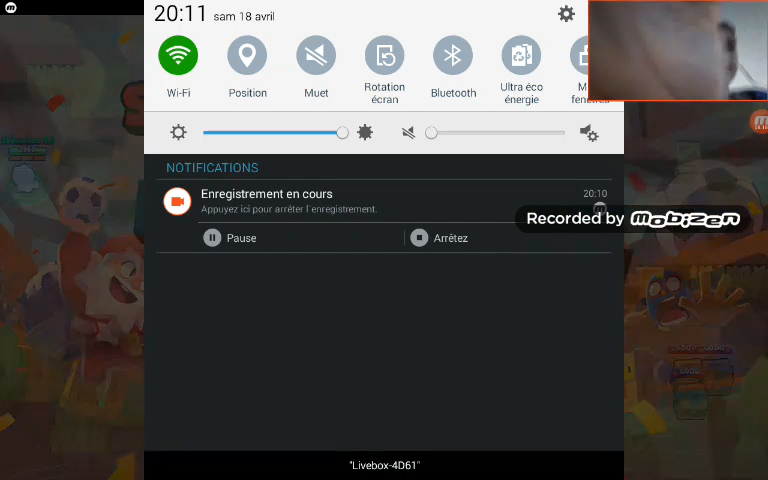 20:11 sam 18 avril
Wi-Fi
Position
Muet
Rotation
écran
Bluetooth
Ultra éco
énergie
NOTIFICATIONS
Enregistrement en cours
20:10
Appuyez ici pour arrêter l'enregistrement.
Recorded by Mobizen
Pause
Arrêtez
"Livebox-4D61"